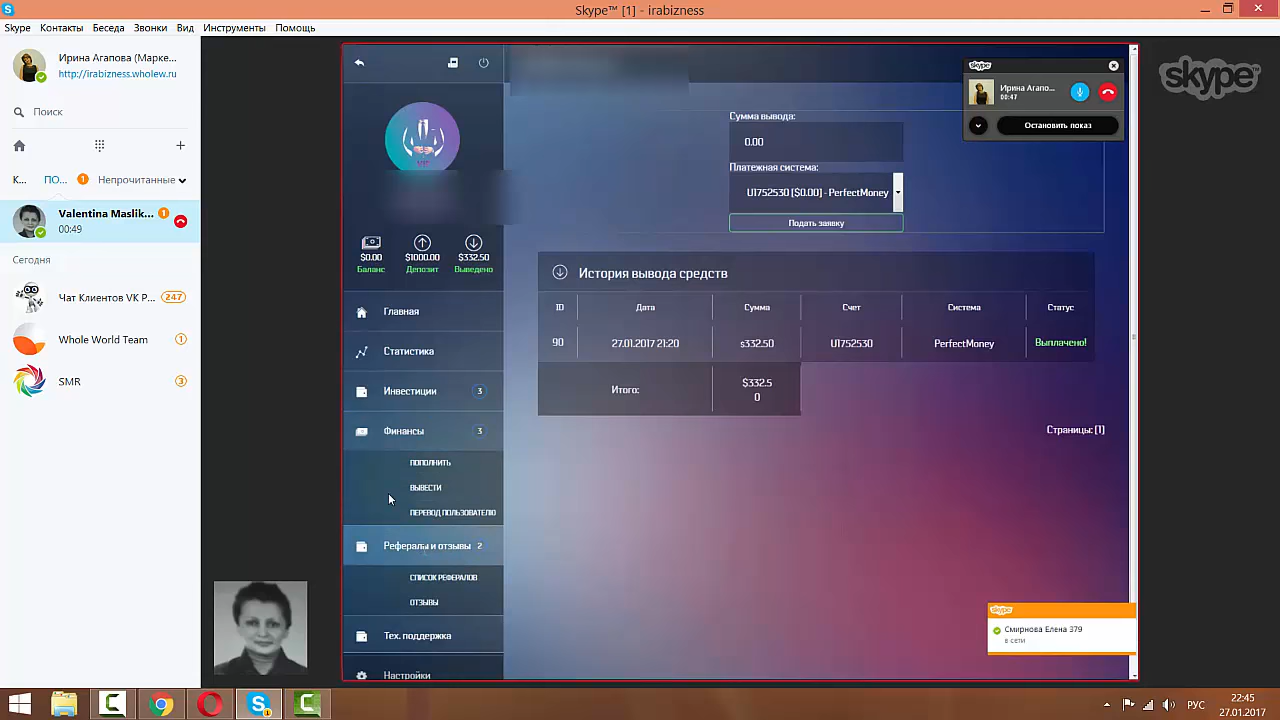 Skype™ [1] - irabizness
Skype Контакты Беседа Звонки Вид Инструменты Помощь
Ирина Агапова (Марке...
http://irabizness.wholew.ru
Поиск
К... ПО... 1 Непрочитанные
Valentina Maslik... 1
00:49
Сегодня
Чат Клиентов VK P... 247
Whole World Team 1
SMR 3
$0.00 $1000.00 $332.50
Баланс Депозит Выведено
Главная
Статистика
Инвестиции 3
Финансы 3
ПОПОЛНИТЬ
ВЫВЕСТИ
ПЕРЕВОД ПОЛЬЗОВАТЕЛЮ
Рефералы и отзывы 2
СПИСОК РЕФЕРАЛОВ
ОТЗЫВЫ
Тех. поддержка
Настройки
Сумма вывода:
0.00
Платежная система:
U1752530 [$0.00] - PerfectMoney
Подать заявку
История вывода средств
ID Дата Сумма Счет Система Статус
90 27.01.2017 21:20 $332.50 U1752530 PerfectMoney Выплачено!
Итого: $332.5
0
Страницы: [1]
skype
Ирина Агапо...
00:47
Остановить показ
skype
skype
Смирнова Елена 379
в сети
РУС
22:45
27.01.2017